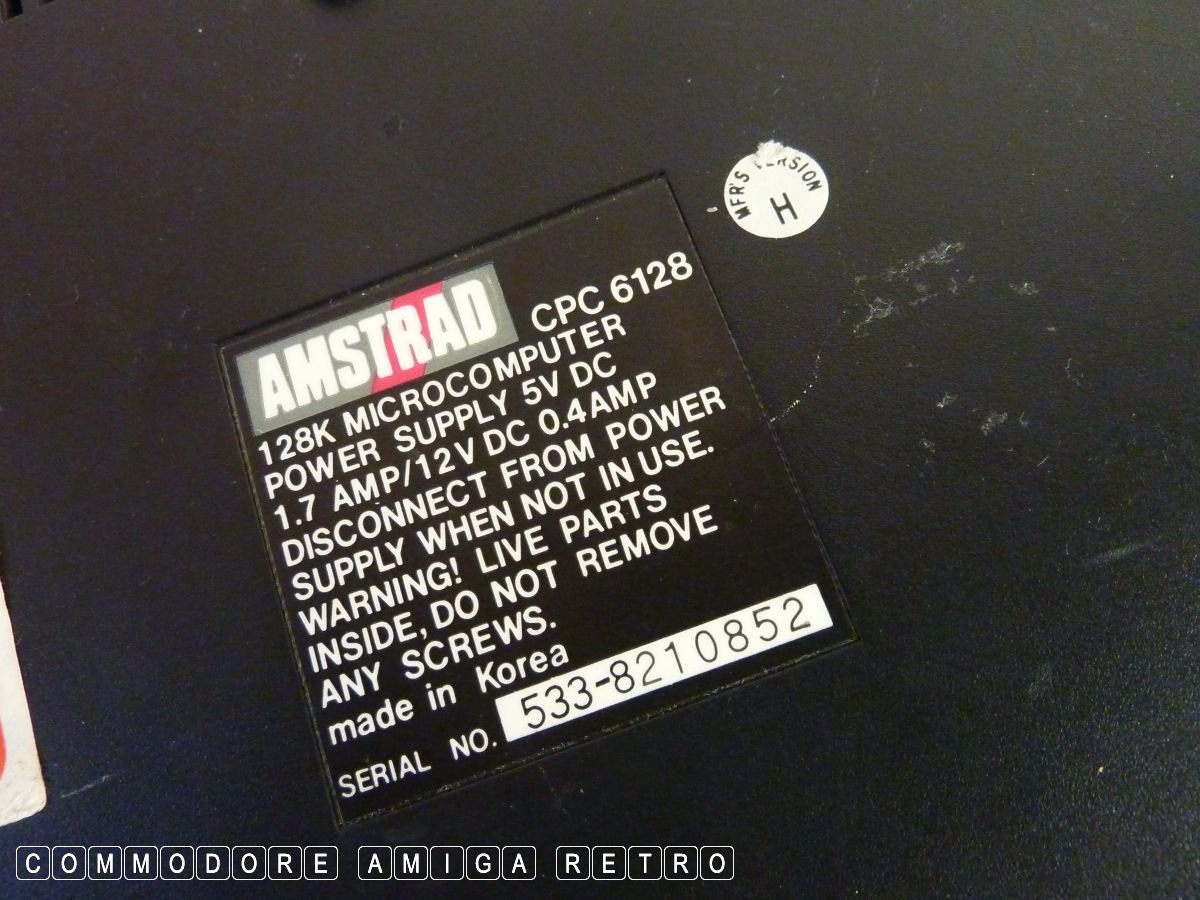 MFR'S VERSION
H
AMSTRAD CPC 6128
128K MICROCOMPUTER
POWER SUPPLY 5V DC
1.7 AMP/12V DC 0.4AMP
DISCONNECT FROM POWER
SUPPLY WHEN NOT IN USE.
WARNING! LIVE PARTS
INSIDE, DO NOT REMOVE
ANY SCREWS.
made in Korea
SERIAL NO. 533-8210852
COMMODORE AMIGA RETRO